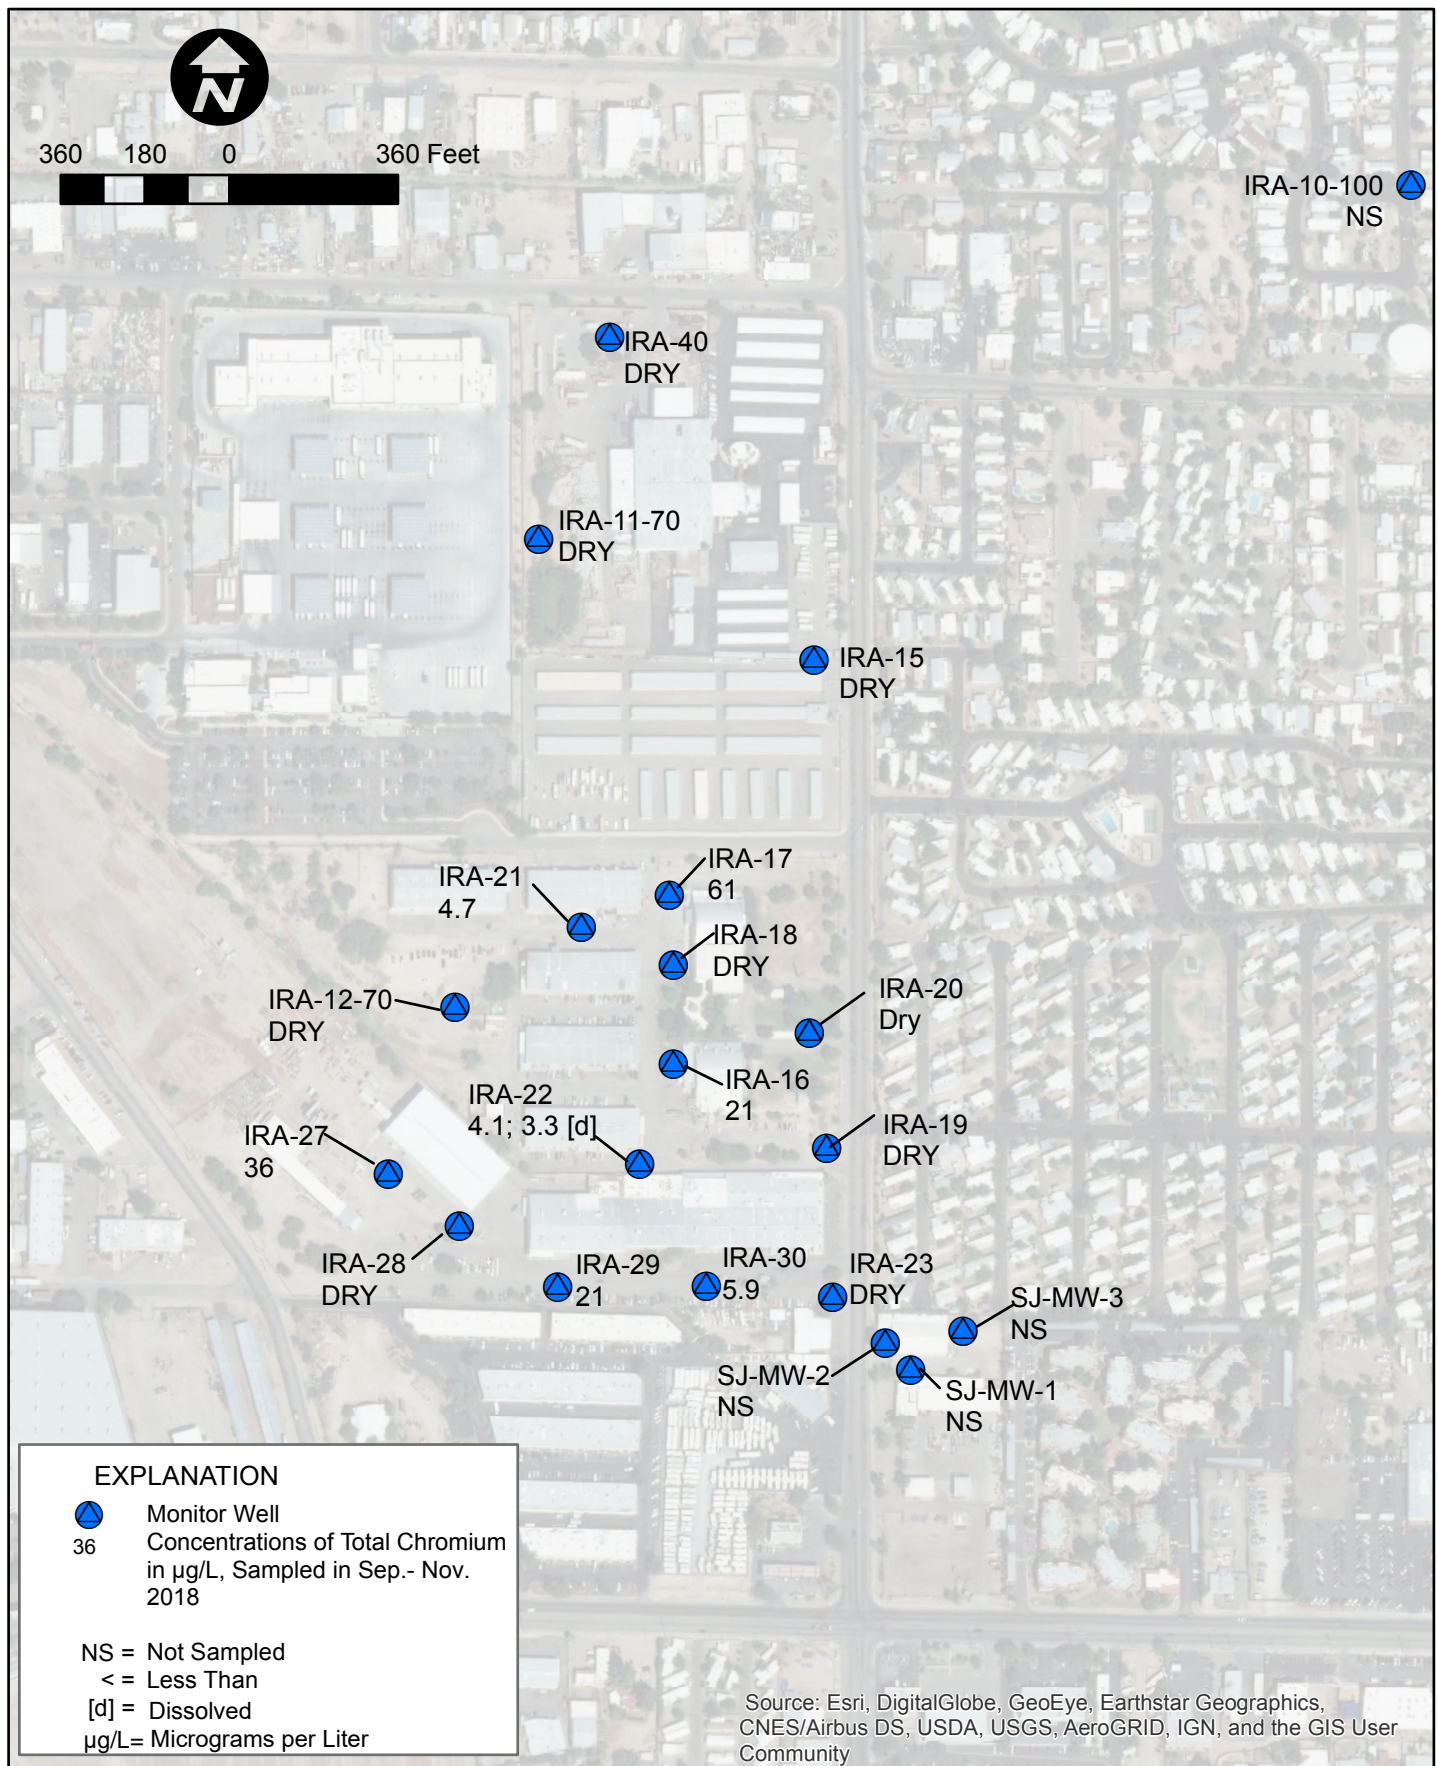 N
360 180 0 360 Feet
IRA-10-100
NS
IRA-40
DRY
IRA-11-70
DRY
IRA-15
DRY
IRA-17
61
IRA-21
4.7
IRA-18
DRY
IRA-12-70
DRY
IRA-20
Dry
IRA-16
21
IRA-22
4.1; 3.3 [d]
IRA-19
DRY
IRA-27
36
IRA-28
DRY
IRA-29
21
IRA-30
5.9
IRA-23
DRY
SJ-MW-3
NS
SJ-MW-2
NS
SJ-MW-1
NS
EXPLANATION
Monitor Well
36 Concentrations of Total Chromium
in µg/L, Sampled in Sep.- Nov.
2018
NS = Not Sampled
< = Less Than
[d] = Dissolved
µg/L= Micrograms per Liter
Source: Esri, DigitalGlobe, GeoEye, Earthstar Geographics,
CNES/Airbus DS, USDA, USGS, AeroGRID, IGN, and the GIS User
Community